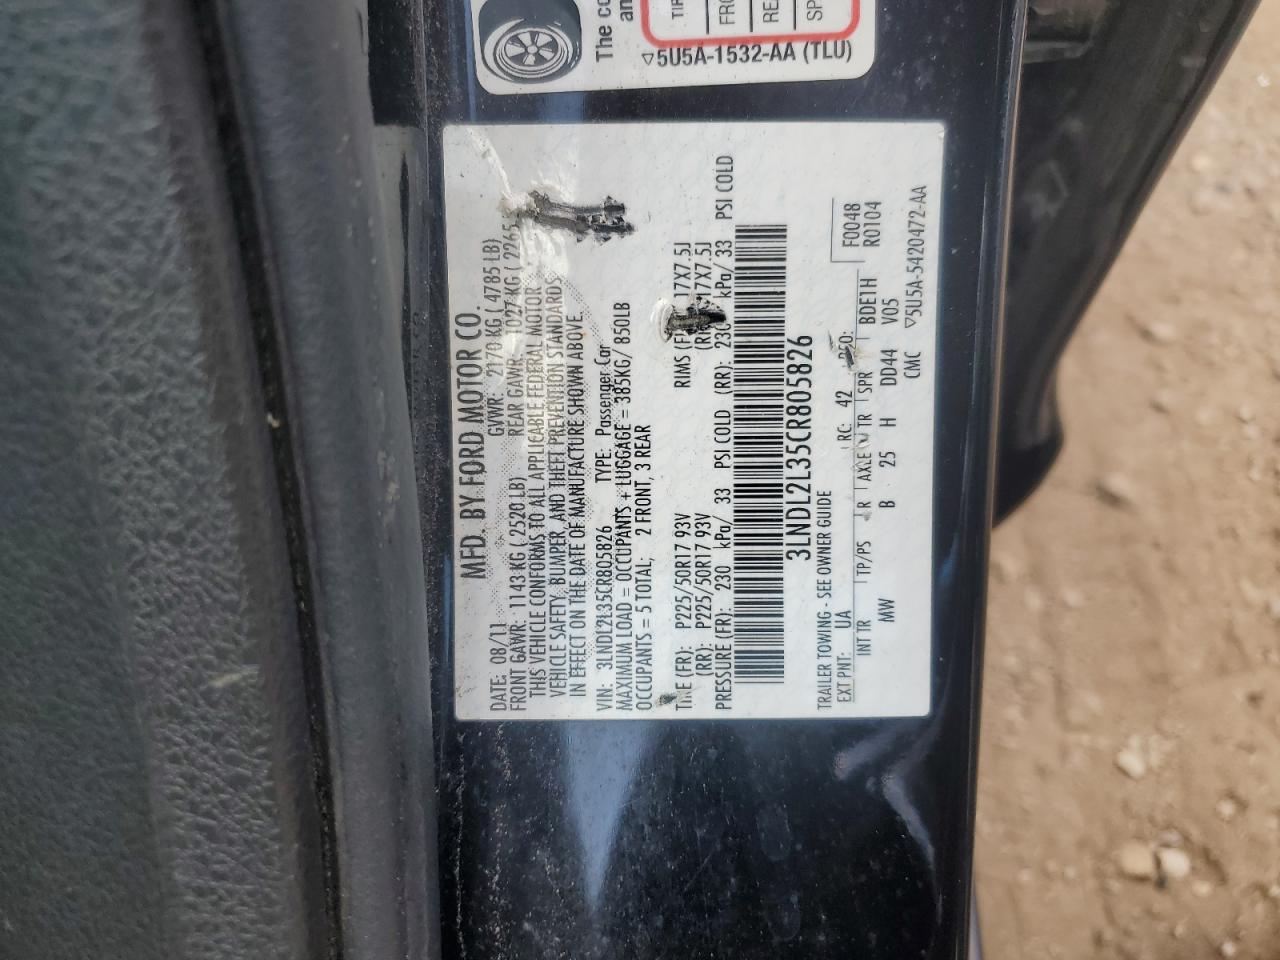 The co
an
TIR
FRO
RE
SP
▽5U5A-1532-AA (TLU)
MFD. BY FORD MOTOR CO.
DATE: 08/11 GVWR: 2170 KG ( 4785 LB)
FRONT GAWR: 1143 KG ( 2520 LB) REAR GAWR: 1027 KG ( 2265
THIS VEHICLE CONFORMS TO ALL APPLICABLE FEDERAL MOTOR
VEHICLE SAFETY, BUMPER, AND THEFT PREVENTION STANDARDS
IN EFFECT ON THE DATE OF MANUFACTURE SHOWN ABOVE.
VIN: 3LNDL2L35CR805826 TYPE: Passenger Car
MAXIMUM LOAD = OCCUPANTS + LUGGAGE = 385KG/ 850LB
OCCUPANTS = 5 TOTAL, 2 FRONT, 3 REAR
TIRE (FR): P225/50R17 93V RIMS 17X7.5J
(RR): P225/50R17 93V 17X7.5J
PRESSURE (FR): 230 kPa/ 33 PSI COLD (RR): 230 kPa/ 33 PSI COLD
3LNDL2L35CR805826
TRAILER TOWING - SEE OWNER GUIDE
EXT PNT: UA RC: 42 DSO: F0048
INT TR TP/PS R AXLE TR SPR BDE1H R0104
MW B 25 H DD44 V05
CMC ▽5U5A-5420472-AA